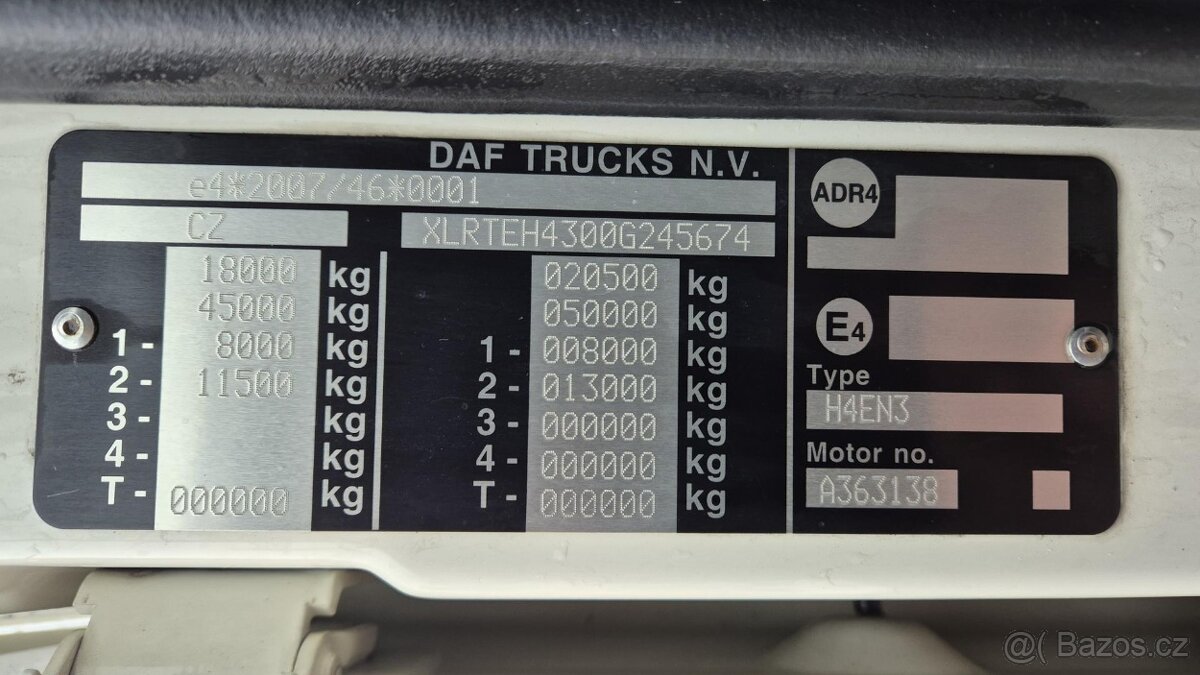 DAF TRUCKS N.V.
e4*2007/46*0001
CZ XLRTEH4300G245674
18000 kg 020500 kg
45000 kg 050000 kg
1- 8000 kg 1- 008000 kg
2- 11500 kg 2- 013000 kg
3- kg 3- 000000 kg
4- kg 4- 000000 kg
T- 000000 kg T- 000000 kg
ADR4
E4
Type
H4EN3
Motor no.
A363138
@( Bazos.cz